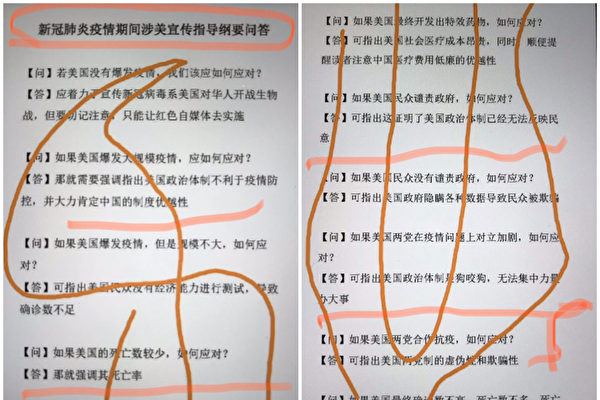 新冠肺炎疫情期间涉美宣传指导纲要问答
【问】若美国没有爆发疫情，我们该应如何应对？
【答】应着力于宣传新冠病毒系美国对华人开战生物
战，但要切记注意，只能让红色自媒体去实施
【问】如果美国爆发大规模疫情，应如何应对？
【答】那就需要强调指出美国政治体制不利于疫情防
控，并大力肯定中国的制度优越性
【问】如果美国爆发疫情，但是规模不大，如何应
对？
【答】可指出美国民众没有经济能力进行测试，导致
确诊数不足
【问】如果美国的死亡数较少，如何应对？
【答】那就强调其死亡率
【问】如果美国最终开发出特效药物，如何应对？
【答】可指出美国社会医疗成本昂贵，同时，顺便提
醒读者注意中国医疗费用低廉的优越性
【问】如果美国民众谴责政府，如何应对？
【答】可指出这证明了美国政治体制已经无法反映民
意
【问】如果美国民众没有谴责政府，如何应对？
【答】可指出美国政府隐瞒各种数据导致民众被欺骗
【问】如果美国两党在疫情问题上对立加剧，如何应
对？
【答】可指出美国政治体制是狗咬狗，无法集中力量
办大事
【问】如果美国两党合作抗疫，如何应对？
【答】可指出美国两党制的虚伪性和欺骗性